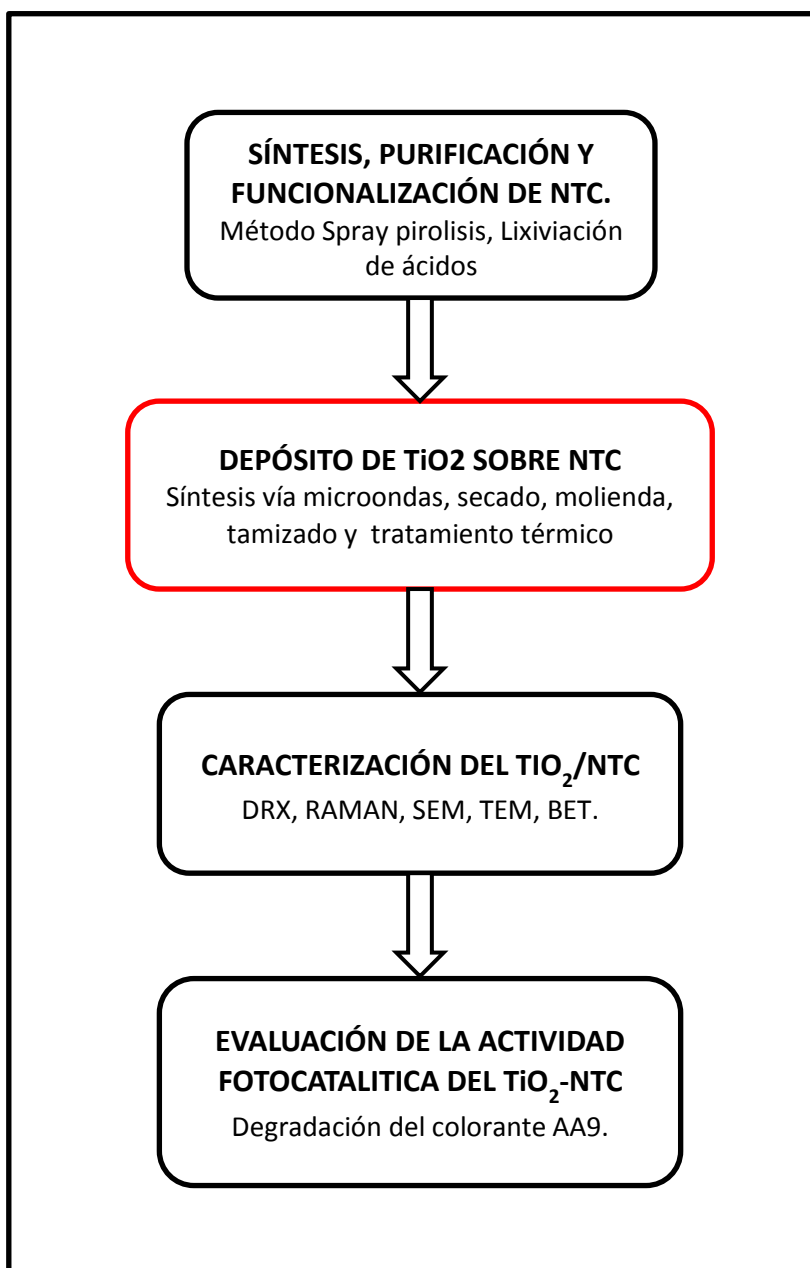 SÍNTESIS, PURIFICACIÓN Y
FUNCIONALIZACIÓN DE NTC.
Método Spray pirolisis, Lixiviación
de ácidos
DEPÓSITO DE TiO2 SOBRE NTC
Síntesis vía microondas, secado, molienda,
tamizado y tratamiento térmico
CARACTERIZACIÓN DEL TIO₂/NTC
DRX, RAMAN, SEM, TEM, BET.
EVALUACIÓN DE LA ACTIVIDAD
FOTOCATALITICA DEL TiO₂-NTC
Degradación del colorante AA9.